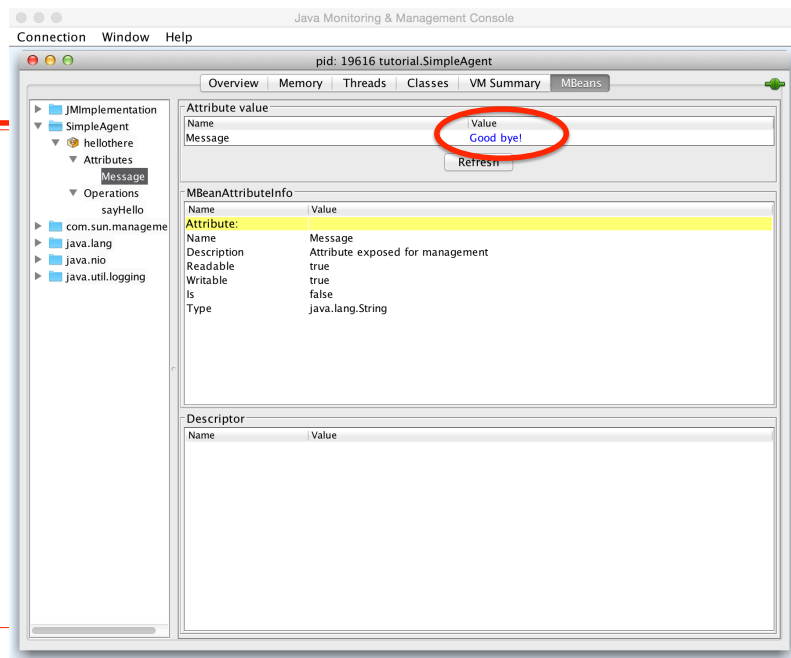 Java Monitoring & Management Console
Connection Window Help
pid: 19616 tutorial.SimpleAgent
Overview Memory Threads Classes VM Summary MBeans
JMImplementation
SimpleAgent
hellothere
Attributes
Message
Operations
sayHello
com.sun.manageme
java.lang
java.nio
java.util.logging
Attribute value
Name Value
Message Good bye!
Refresh
MBeanAttributeInfo
Name Value
Attribute:
Name Message
Description Attribute exposed for management
Readable true
Writable true
Is false
Type java.lang.String
Descriptor
Name Value